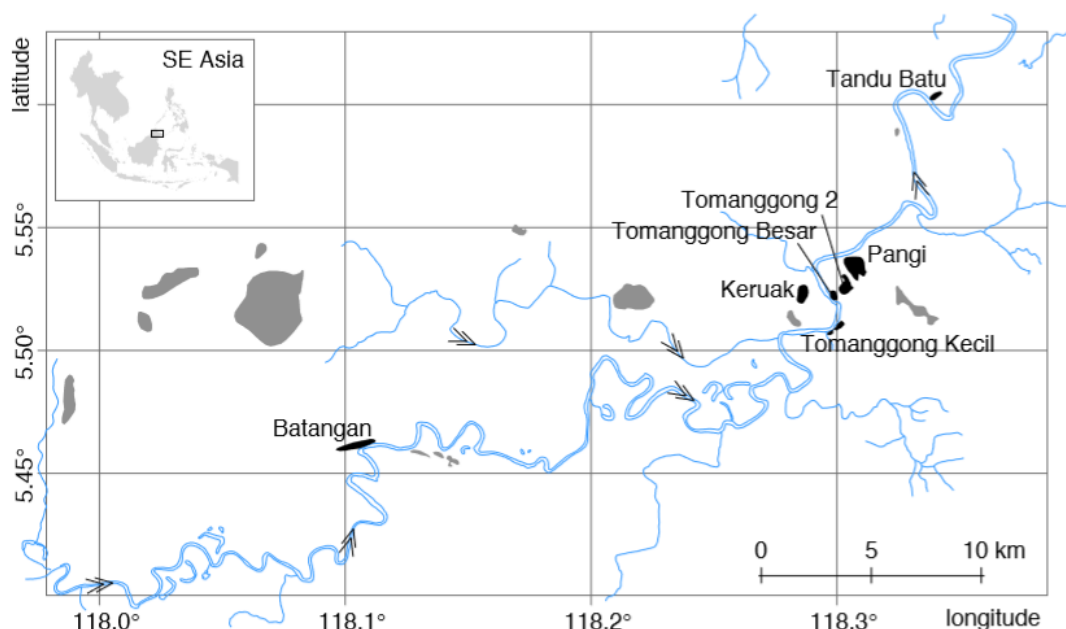 SE Asia
latitude
Tandu Batu
Tomanggong 2
5.55°
Tomanggong Besar
Pangi
Keruak
5.50°
Tomanggong Kecil
Batangan
5.45°
0 5 10 km
118.0° 118.1° 118.2° 118.3° longitude